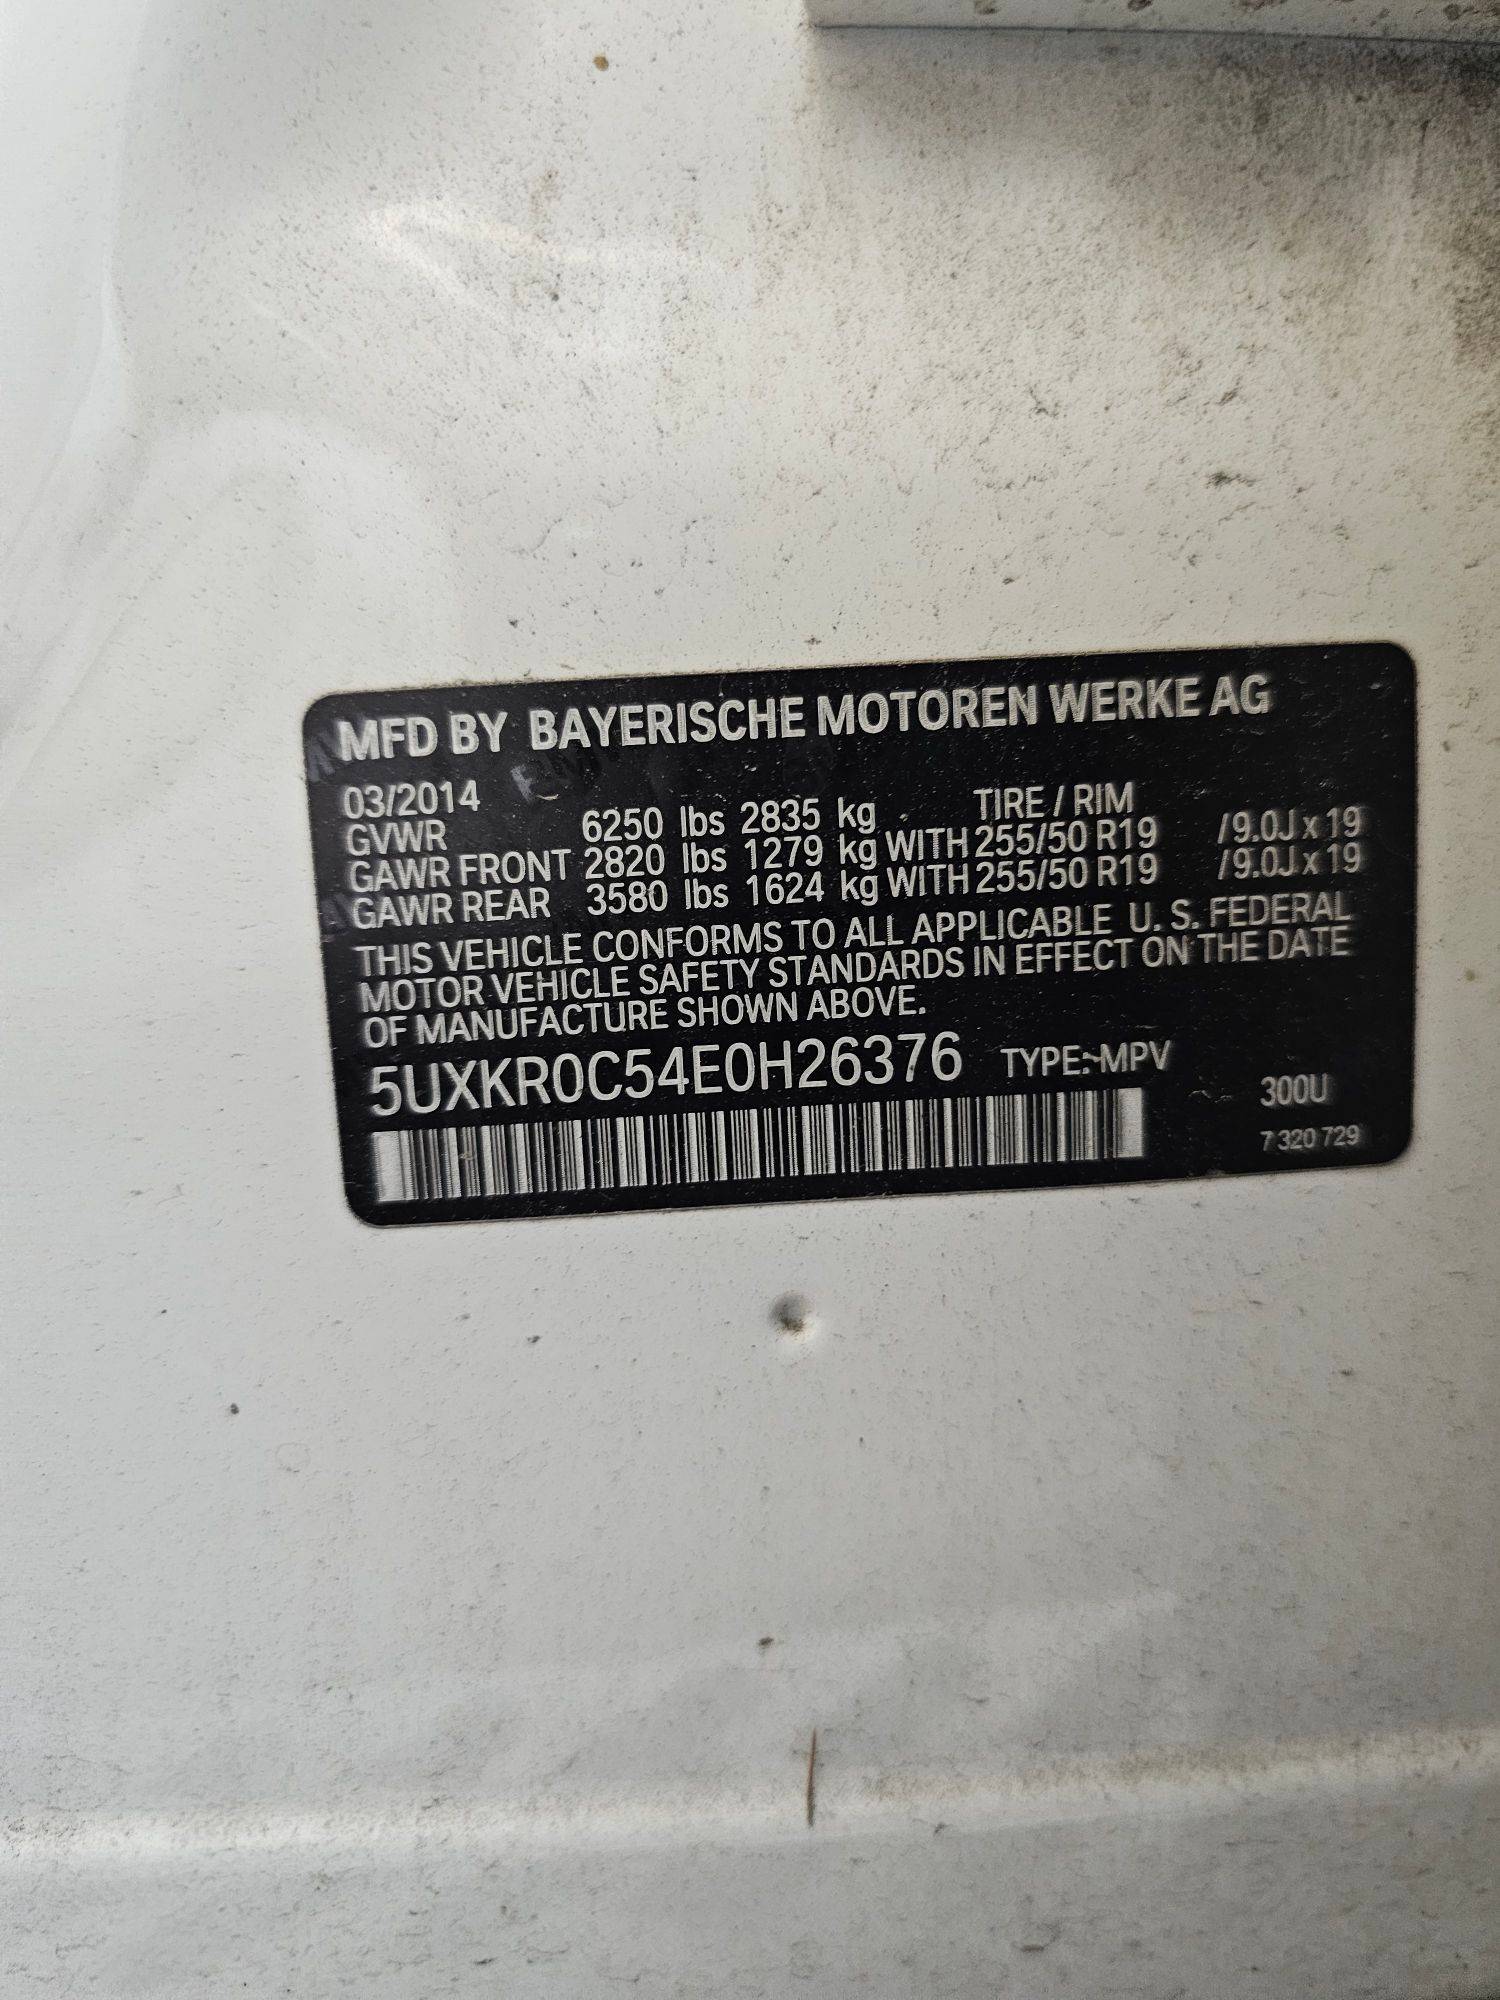 MFD BY BAYERISCHE MOTOREN WERKE AG
03/2014
GVWR 6250 lbs 2835 kg TIRE / RIM
GAWR FRONT 2820 lbs 1279 kg WITH 255/50 R19 / 9.0J x 19
GAWR REAR 3580 lbs 1624 kg WITH 255/50 R19 / 9.0J x 19
THIS VEHICLE CONFORMS TO ALL APPLICABLE U. S. FEDERAL
MOTOR VEHICLE SAFETY STANDARDS IN EFFECT ON THE DATE
OF MANUFACTURE SHOWN ABOVE.
5UXKR0C54E0H26376 TYPE: MPV
300U
7 320 729